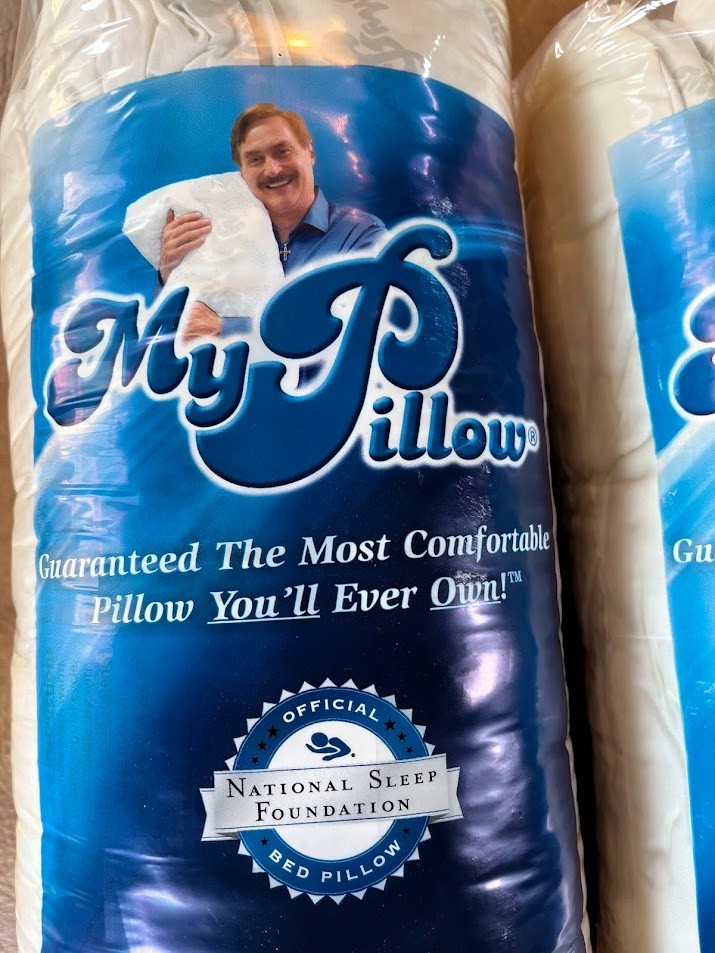 MyPillow®
Guaranteed The Most Comfortable
Pillow You'll Ever Own!™
OFFICIAL
NATIONAL SLEEP
FOUNDATION
BED PILLOW
Gu